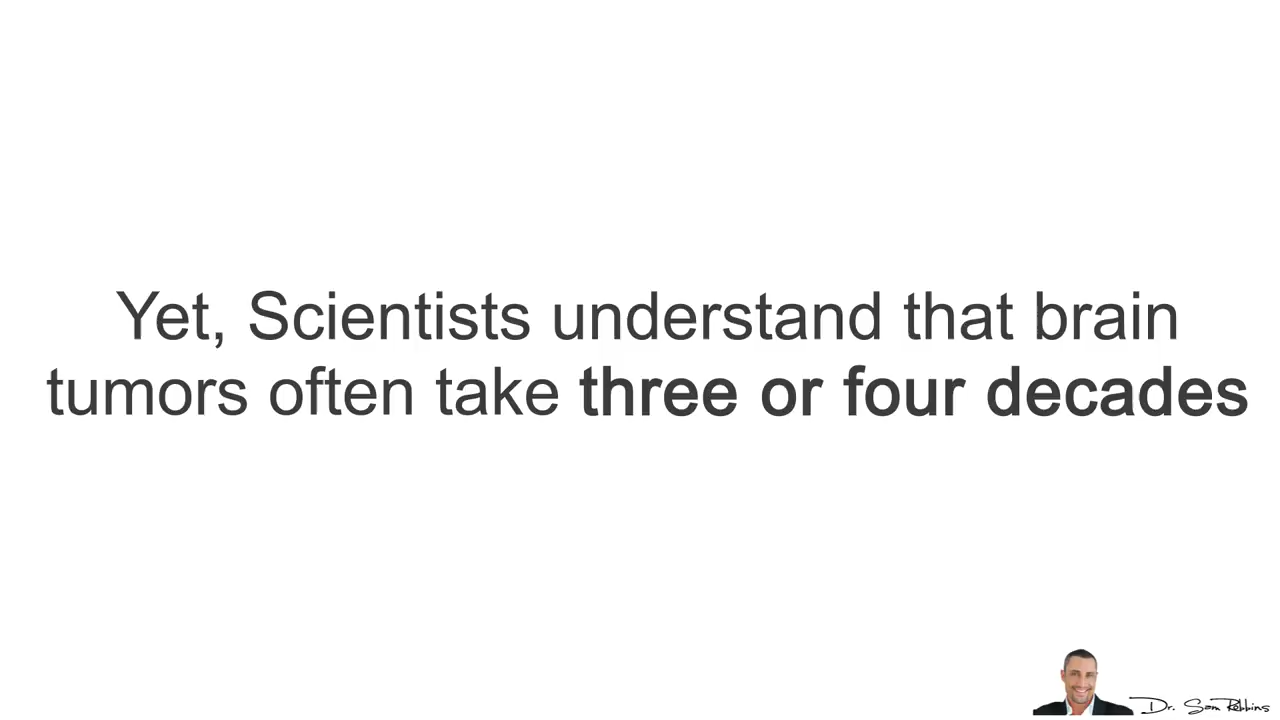 Yet, Scientists understand that brain
tumors often take three or four decades
Dr. Sam Robbins